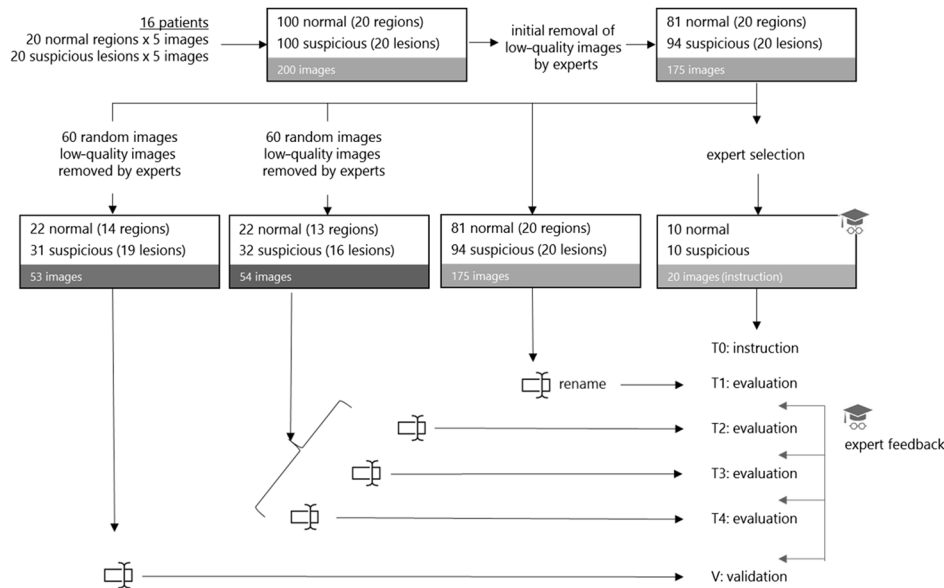 16 patients
20 normal regions x 5 images
20 suspicious lesions x 5 images
100 normal (20 regions)
100 suspicious (20 lesions)
200 images
initial removal of
low-quality images
by experts
81 normal (20 regions)
94 suspicious (20 lesions)
175 images
60 random images
low-quality images
removed by experts
60 random images
low-quality images
removed by experts
expert selection
22 normal (14 regions)
31 suspicious (19 lesions)
53 images
22 normal (13 regions)
32 suspicious (16 lesions)
54 images
81 normal (20 regions)
94 suspicious (20 lesions)
175 images
10 normal
10 suspicious
20 images (instruction)
T0: instruction
rename
T1: evaluation
T2: evaluation
expert feedback
T3: evaluation
T4: evaluation
V: validation